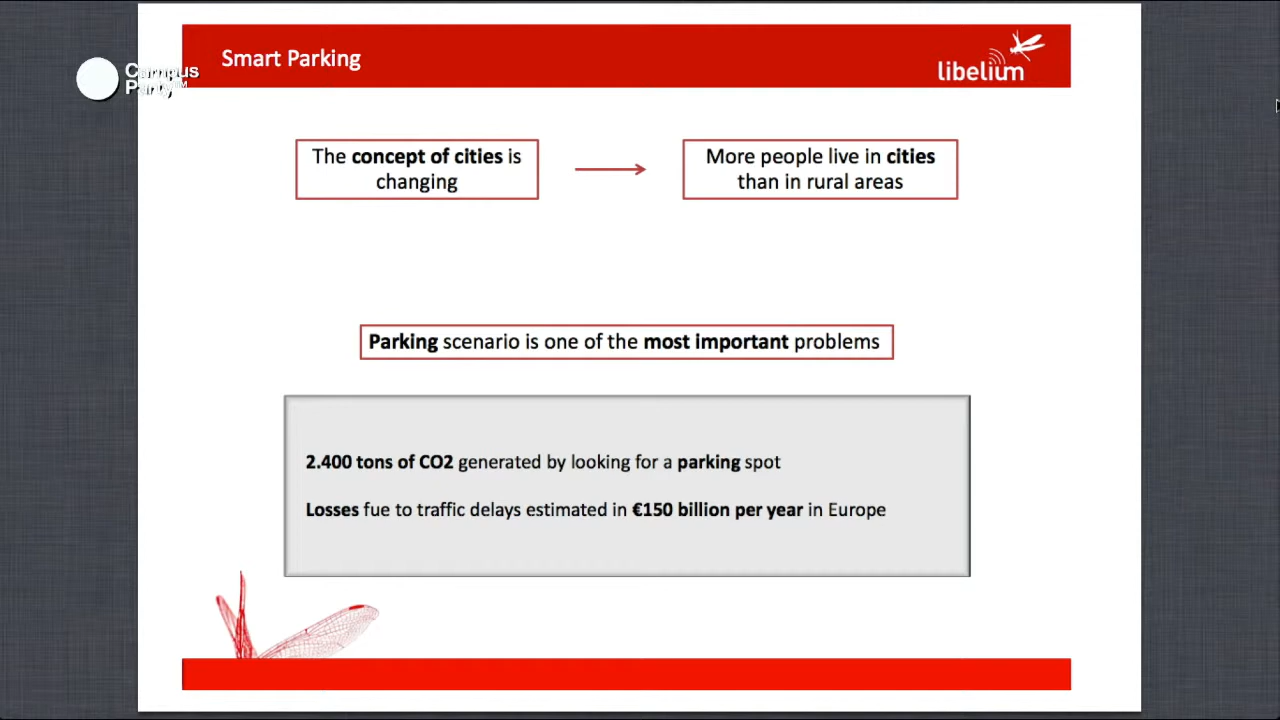 Smart Parking
libelium
Campus
Party™
The concept of cities is
changing
More people live in cities
than in rural areas
Parking scenario is one of the most important problems
2.400 tons of CO2 generated by looking for a parking spot
Losses fue to traffic delays estimated in €150 billion per year in Europe